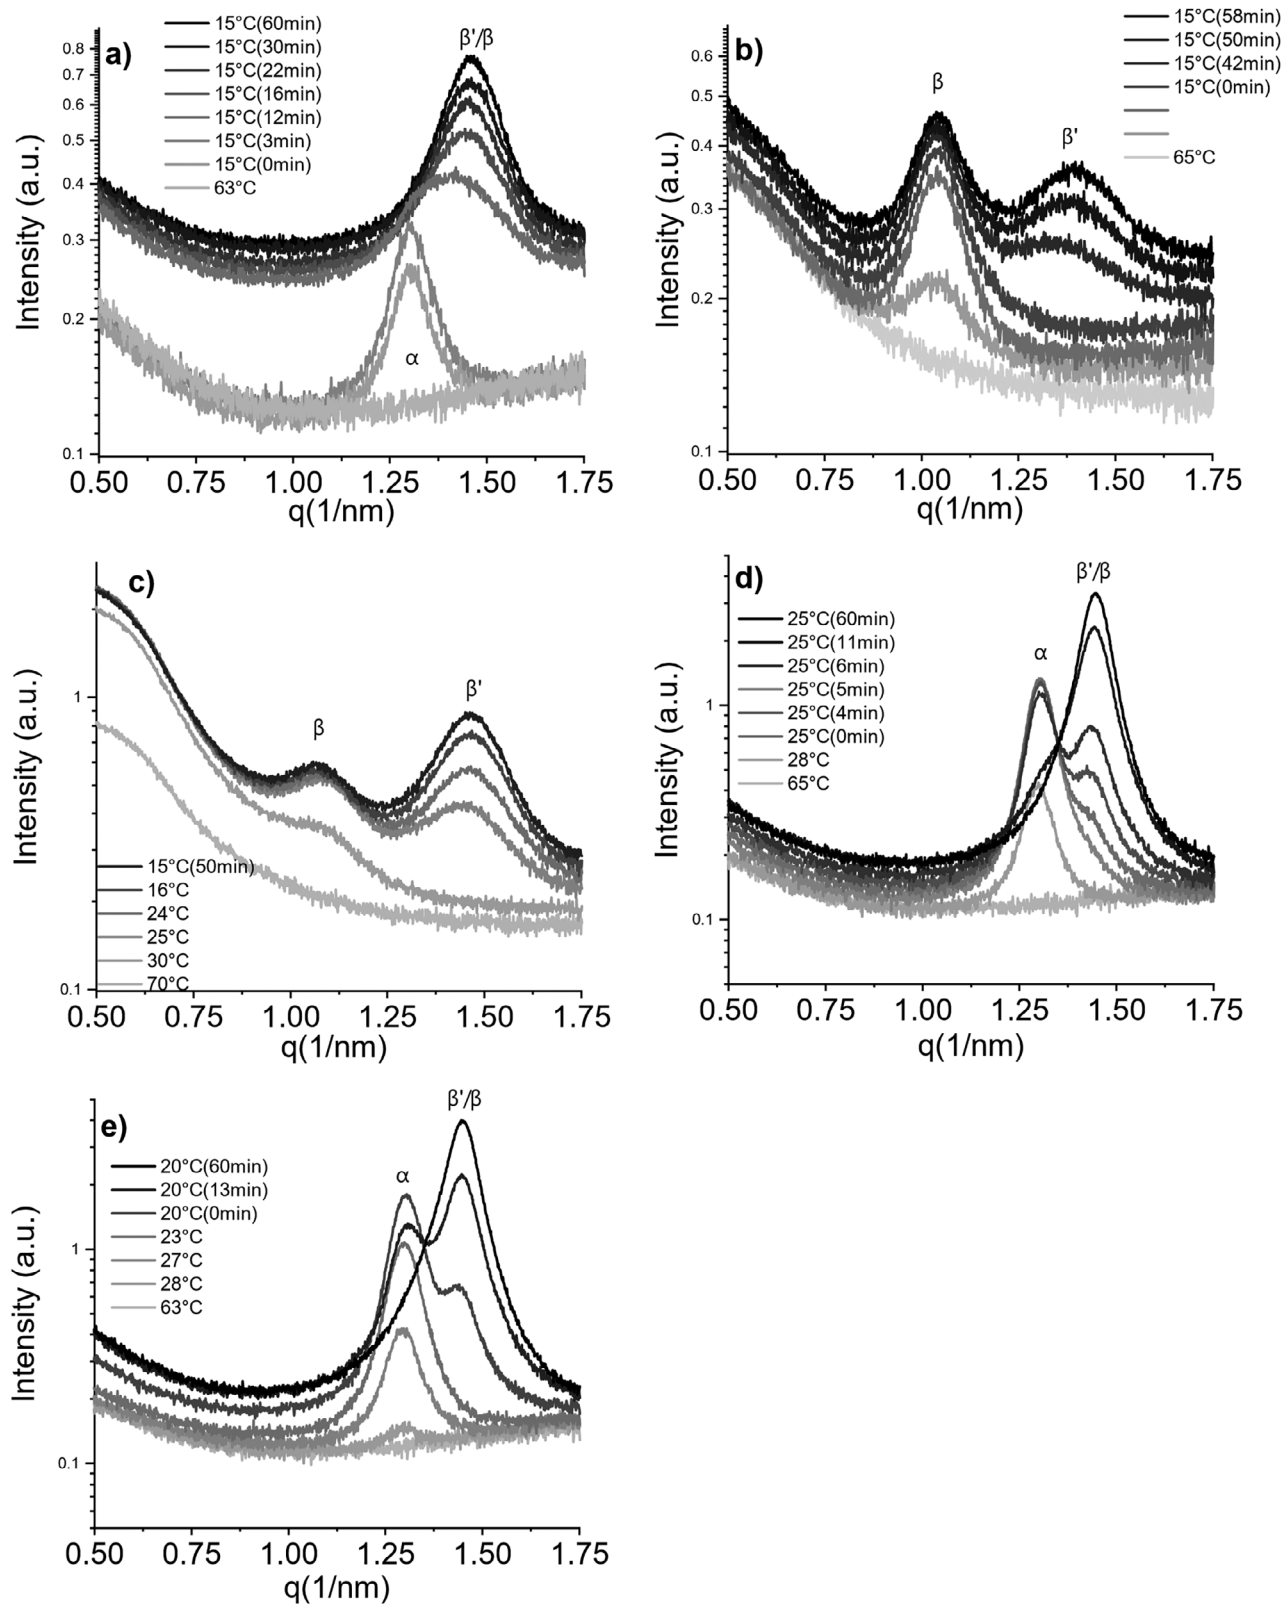 a)
15°C(60min)
15°C(30min)
15°C(22min)
15°C(16min)
15°C(12min)
15°C(3min)
15°C(0min)
63°C
β'/β
α
0.8
0.7
0.6
0.5
0.4
0.3
0.2
0.1
Intensity (a.u.)
0.50 0.75 1.00 1.25 1.50 1.75
q(1/nm)
b)
15°C(58min)
15°C(50min)
15°C(42min)
15°C(0min)
65°C
β
β'
0.6
0.5
0.4
0.3
0.2
0.1
Intensity (a.u.)
0.50 0.75 1.00 1.25 1.50 1.75
q(1/nm)
c)
β
β'
15°C(50min)
16°C
24°C
25°C
30°C
70°C
1
0.1
Intensity (a.u.)
0.50 0.75 1.00 1.25 1.50 1.75
q(1/nm)
d)
β'/β
α
25°C(60min)
25°C(11min)
25°C(6min)
25°C(5min)
25°C(4min)
25°C(0min)
28°C
65°C
1
0.1
Intensity (a.u.)
0.50 0.75 1.00 1.25 1.50 1.75
q(1/nm)
e)
β'/β
α
20°C(60min)
20°C(13min)
20°C(0min)
23°C
27°C
28°C
63°C
1
0.1
Intensity (a.u.)
0.50 0.75 1.00 1.25 1.50 1.75
q(1/nm)